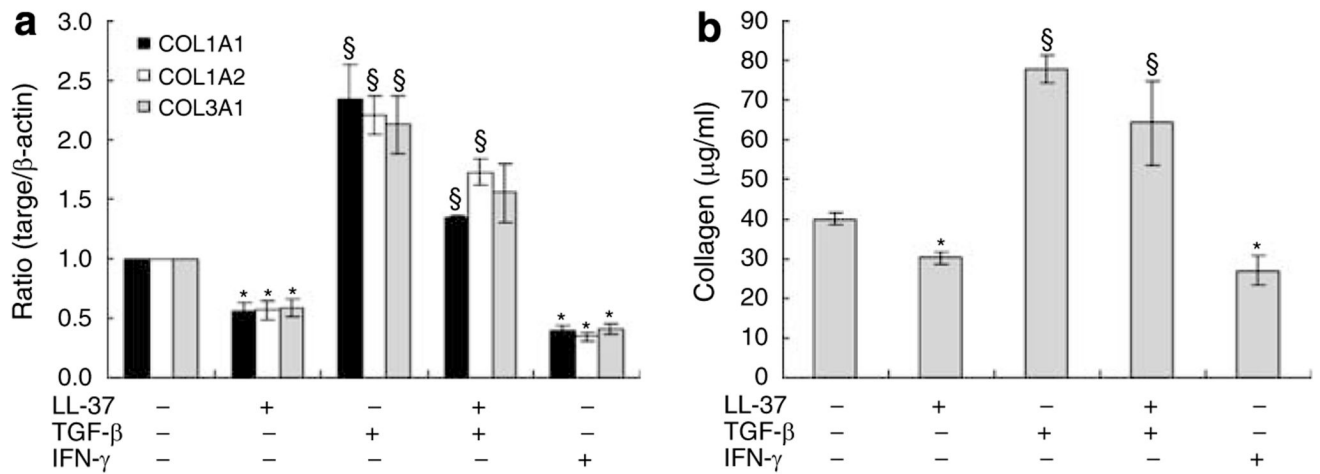 a
3.0
2.5
2.0
1.5
1.0
0.5
0.0
Ratio (targe/β-actin)
COL1A1
COL1A2
COL3A1
* * *
§ § §
§ § 
* * *
LL-37 – + – + –
TGF-β – – + + –
IFN-γ – – – – +
b
90
80
70
60
50
40
30
20
10
0
Collagen (μg/ml)
*
§
§
*
LL-37 – + – + –
TGF-β – – + + –
IFN-γ – – – – +